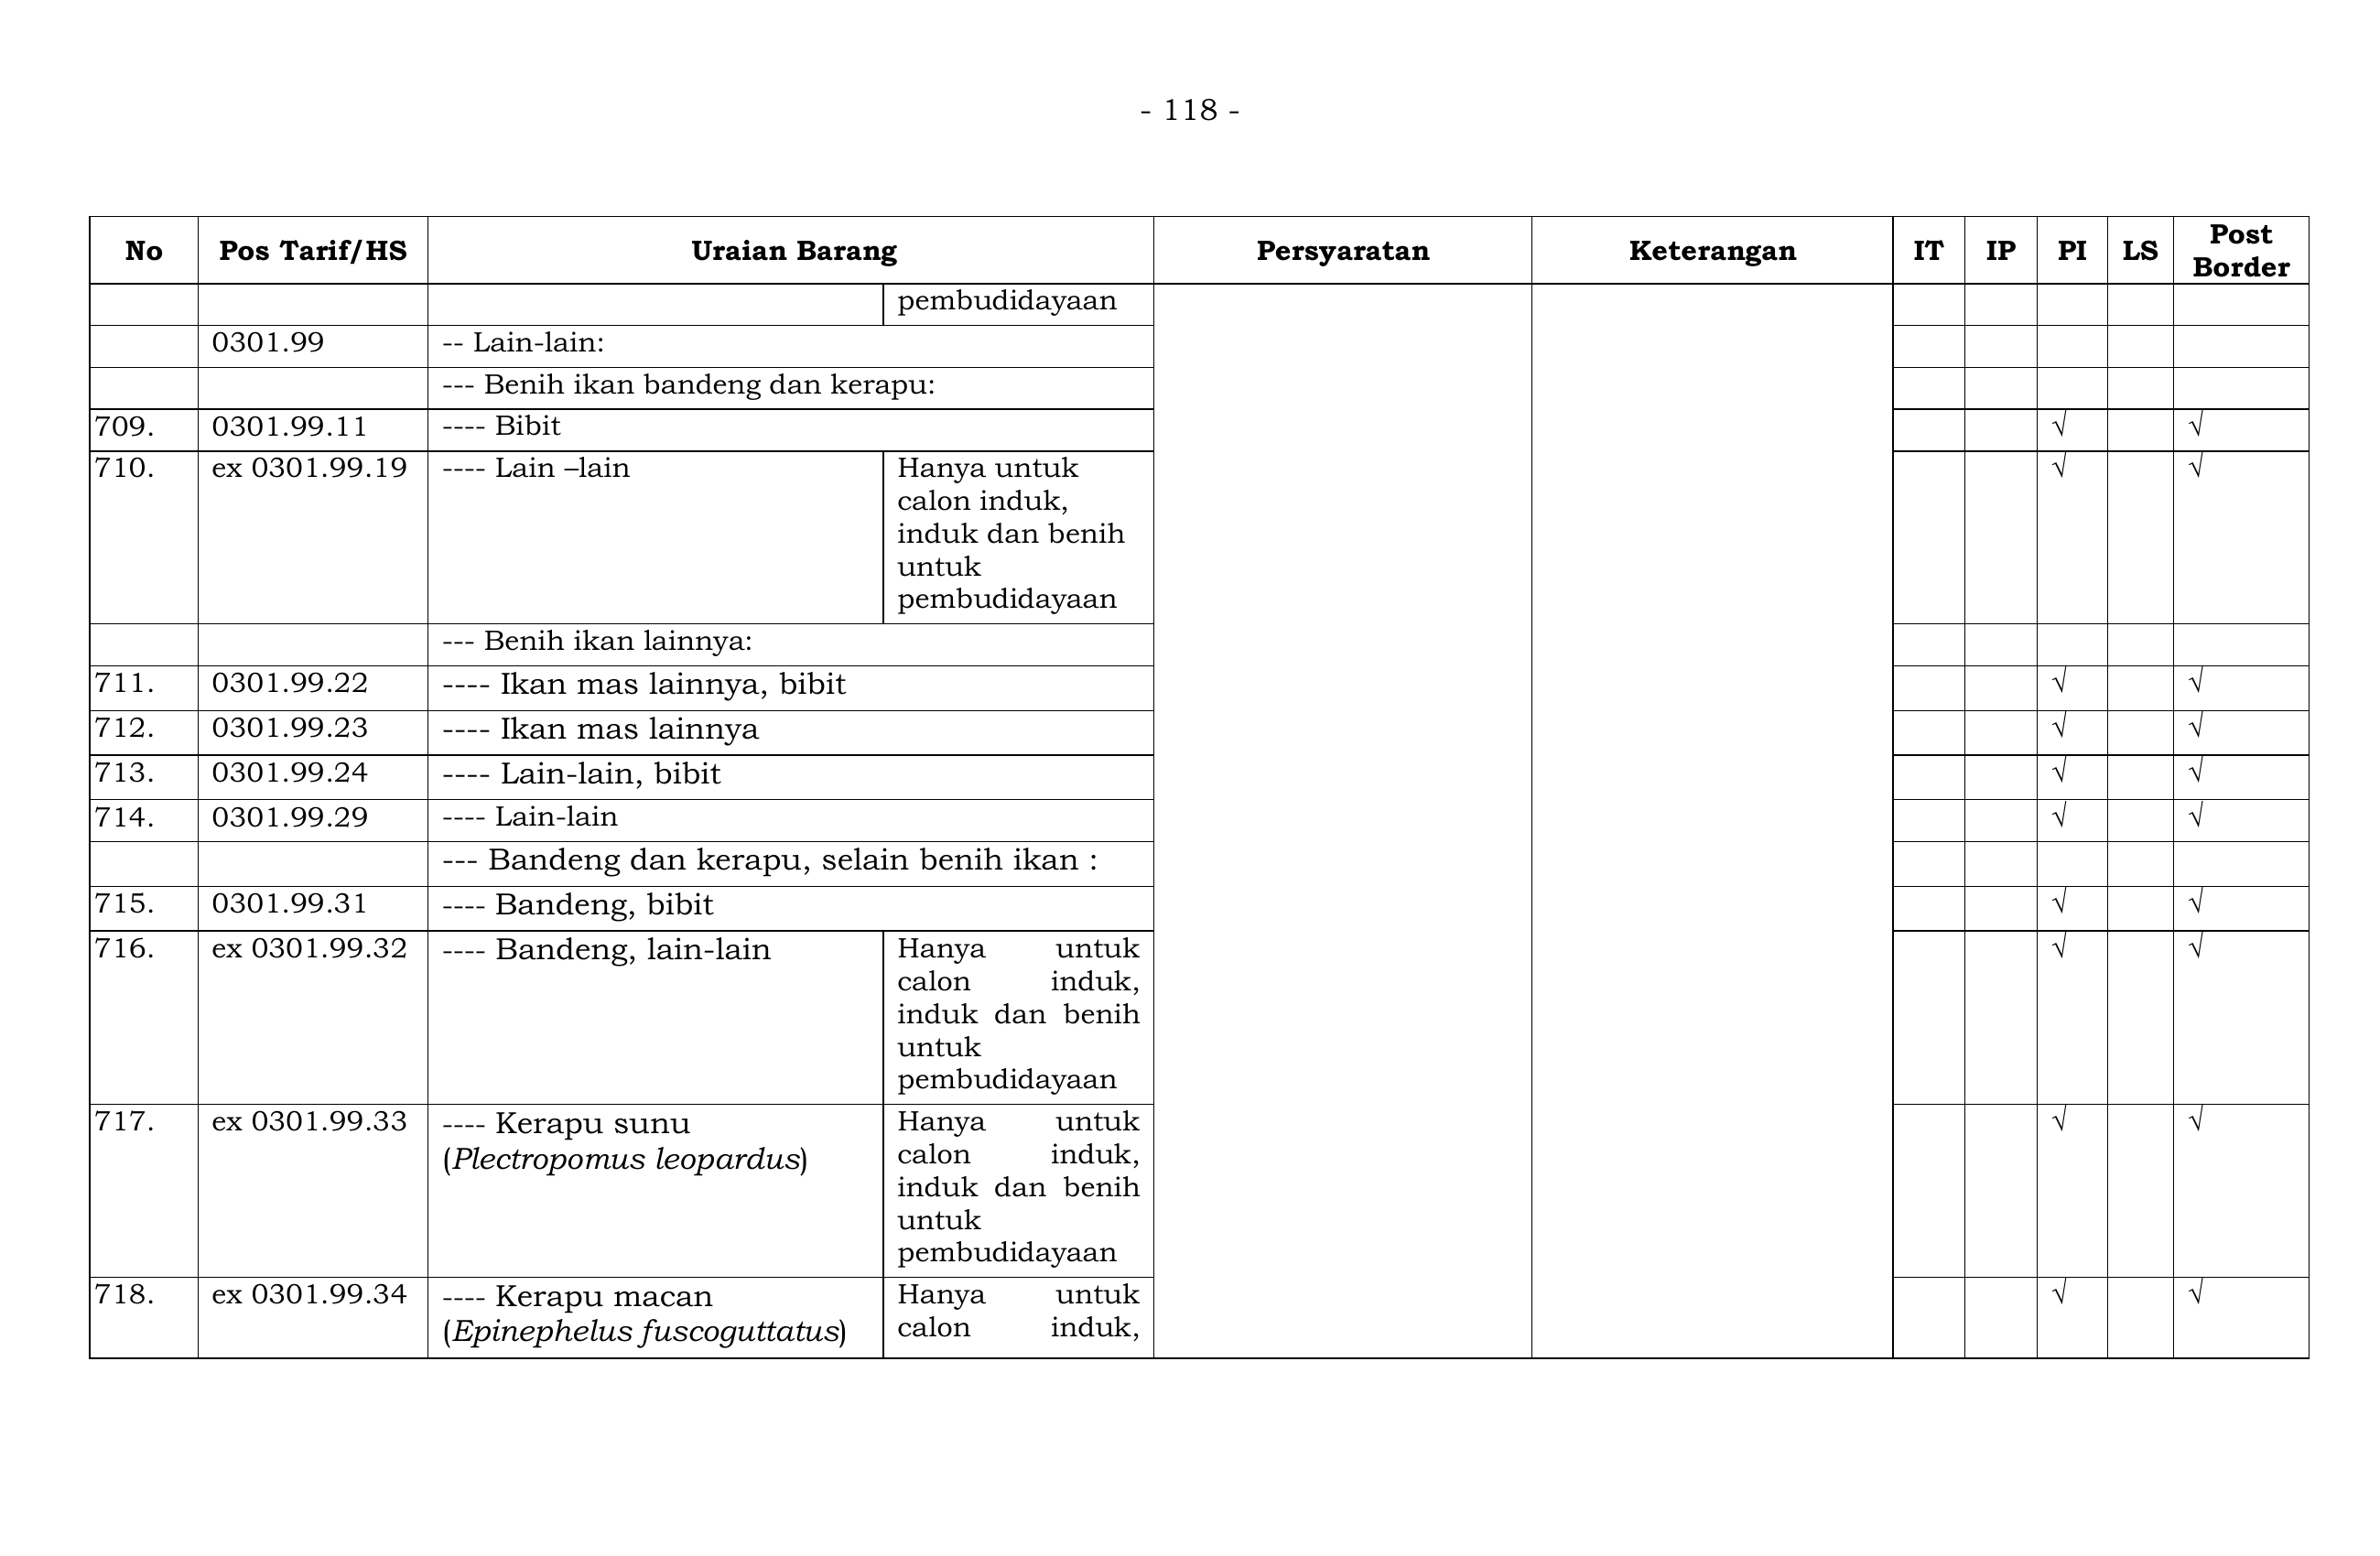 - 118 -
No Pos Tarif/HS Uraian Barang Persyaratan Keterangan IT IP PI LS Post Border
pembudidayaan
0301.99 -- Lain-lain:
--- Benih ikan bandeng dan kerapu:
709. 0301.99.11 ---- Bibit √ √
710. ex 0301.99.19 ---- Lain –lain Hanya untuk √ √
calon induk,
induk dan benih
untuk
pembudidayaan
--- Benih ikan lainnya:
711. 0301.99.22 ---- Ikan mas lainnya, bibit √ √
712. 0301.99.23 ---- Ikan mas lainnya √ √
713. 0301.99.24 ---- Lain-lain, bibit √ √
714. 0301.99.29 ---- Lain-lain √ √
--- Bandeng dan kerapu, selain benih ikan :
715. 0301.99.31 ---- Bandeng, bibit √ √
716. ex 0301.99.32 ---- Bandeng, lain-lain Hanya untuk √ √
calon induk,
induk dan benih
untuk
pembudidayaan
717. ex 0301.99.33 ---- Kerapu sunu Hanya untuk √ √
(Plectropomus leopardus) calon induk,
induk dan benih
untuk
pembudidayaan
718. ex 0301.99.34 ---- Kerapu macan Hanya untuk √ √
(Epinephelus fuscoguttatus) calon induk,